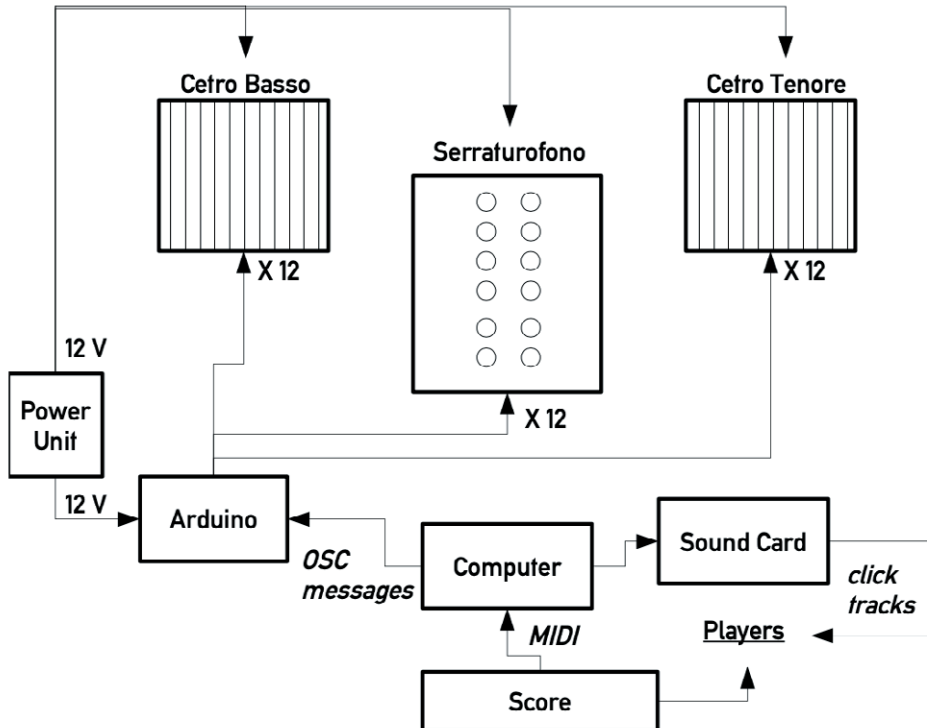 Cetro Basso
Cetro Tenore
Serraturofono
X 12
X 12
12 V
Power
Unit
X 12
12 V
Arduino
Sound Card
OSC
messages
Computer
click
tracks
MIDI
Players
Score